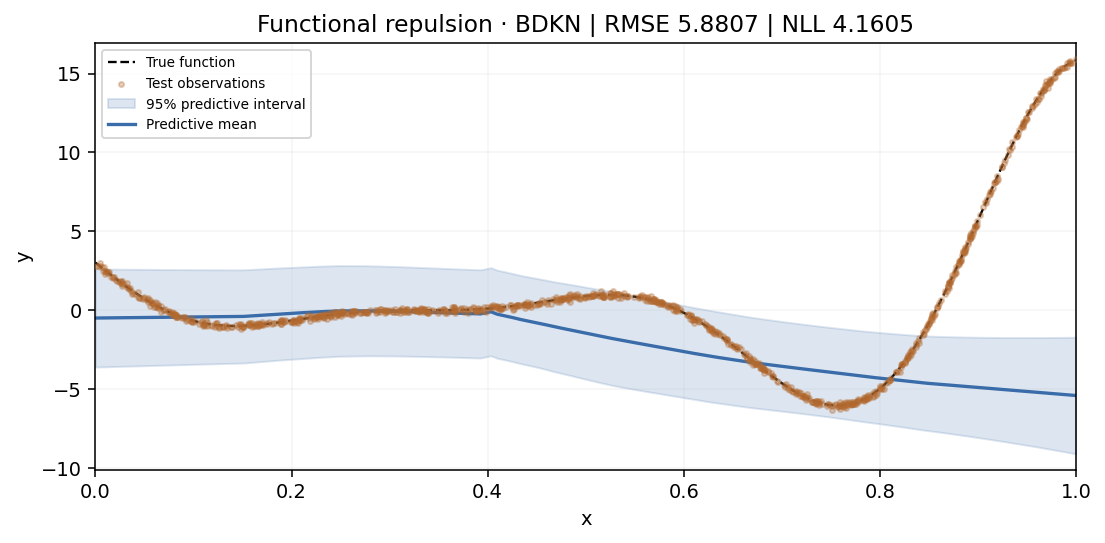 Functional repulsion · BDKN | RMSE 5.8807 | NLL 4.1605
True function
Test observations
95% predictive interval
Predictive mean
15
10
5
0
−5
−10
y
0.0 0.2 0.4 0.6 0.8 1.0
x